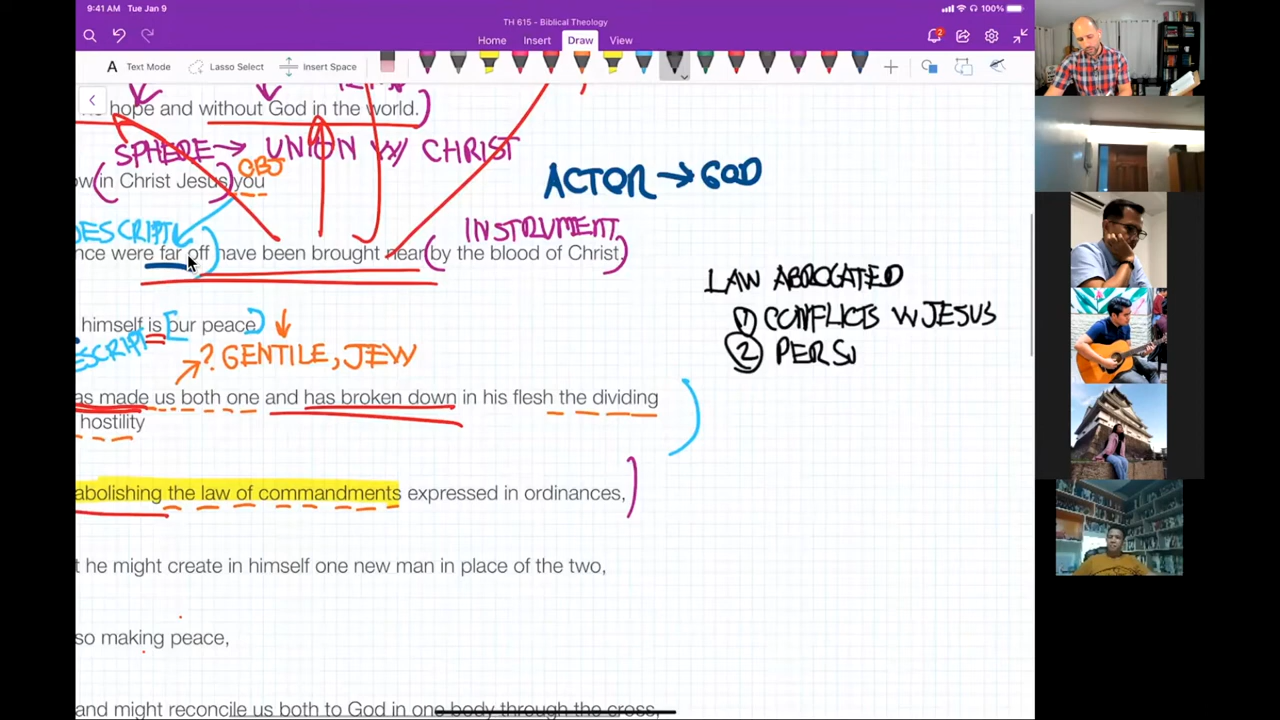 9:41 AM Tue Jan 9
100%
TH 615 - Biblical Theology
Home Insert Draw View
2
A Text Mode Lasso Select Insert Space
hope and without God in the world.
SPHERE → UNION W/ CHRIST
OBJ
ow in Christ Jesus you
ACTOR → GOD
DESCRIPT
INSTRUMENT
nce were far off have been brought near by the blood of Christ.
LAW ABROGATED
① CONFLICTS W JESUS
himself is our peace
ESCRIPT
? GENTILE, JEW
② PERSU
as made us both one and has broken down in his flesh the dividing
hostility
abolishing the law of commandments expressed in ordinances,
t he might create in himself one new man in place of the two,
so making peace,
and might reconcile us both to God in one body through the cross,